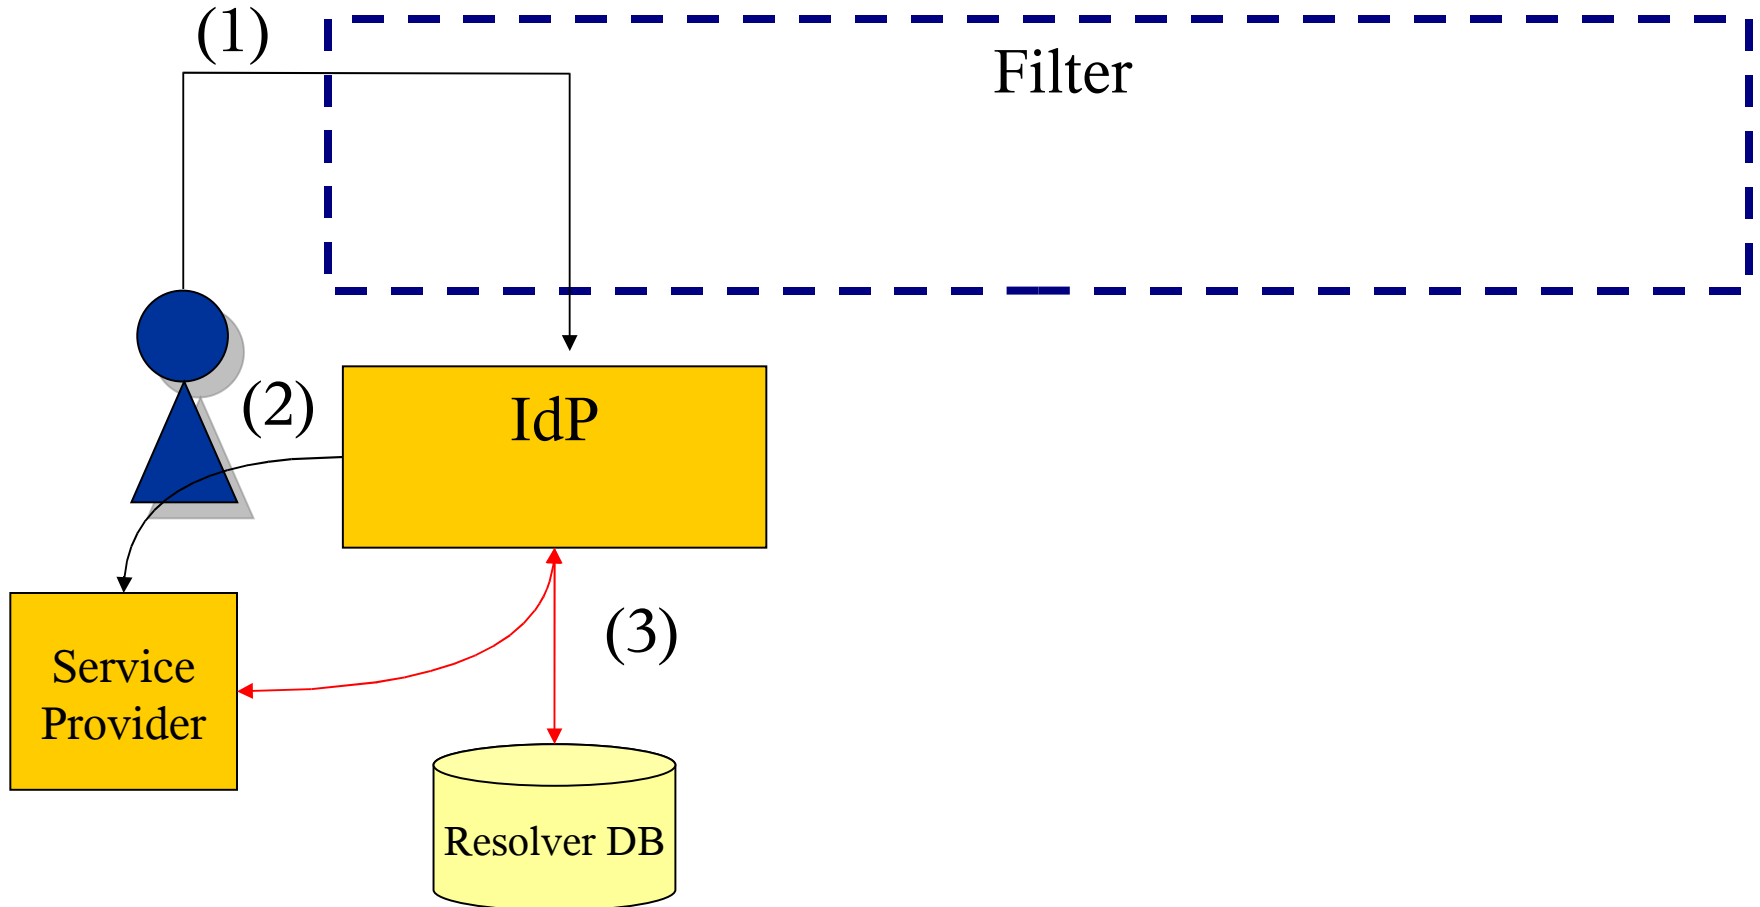 (1)
Filter
(2)
IdP
(3)
Service
Provider
Resolver DB